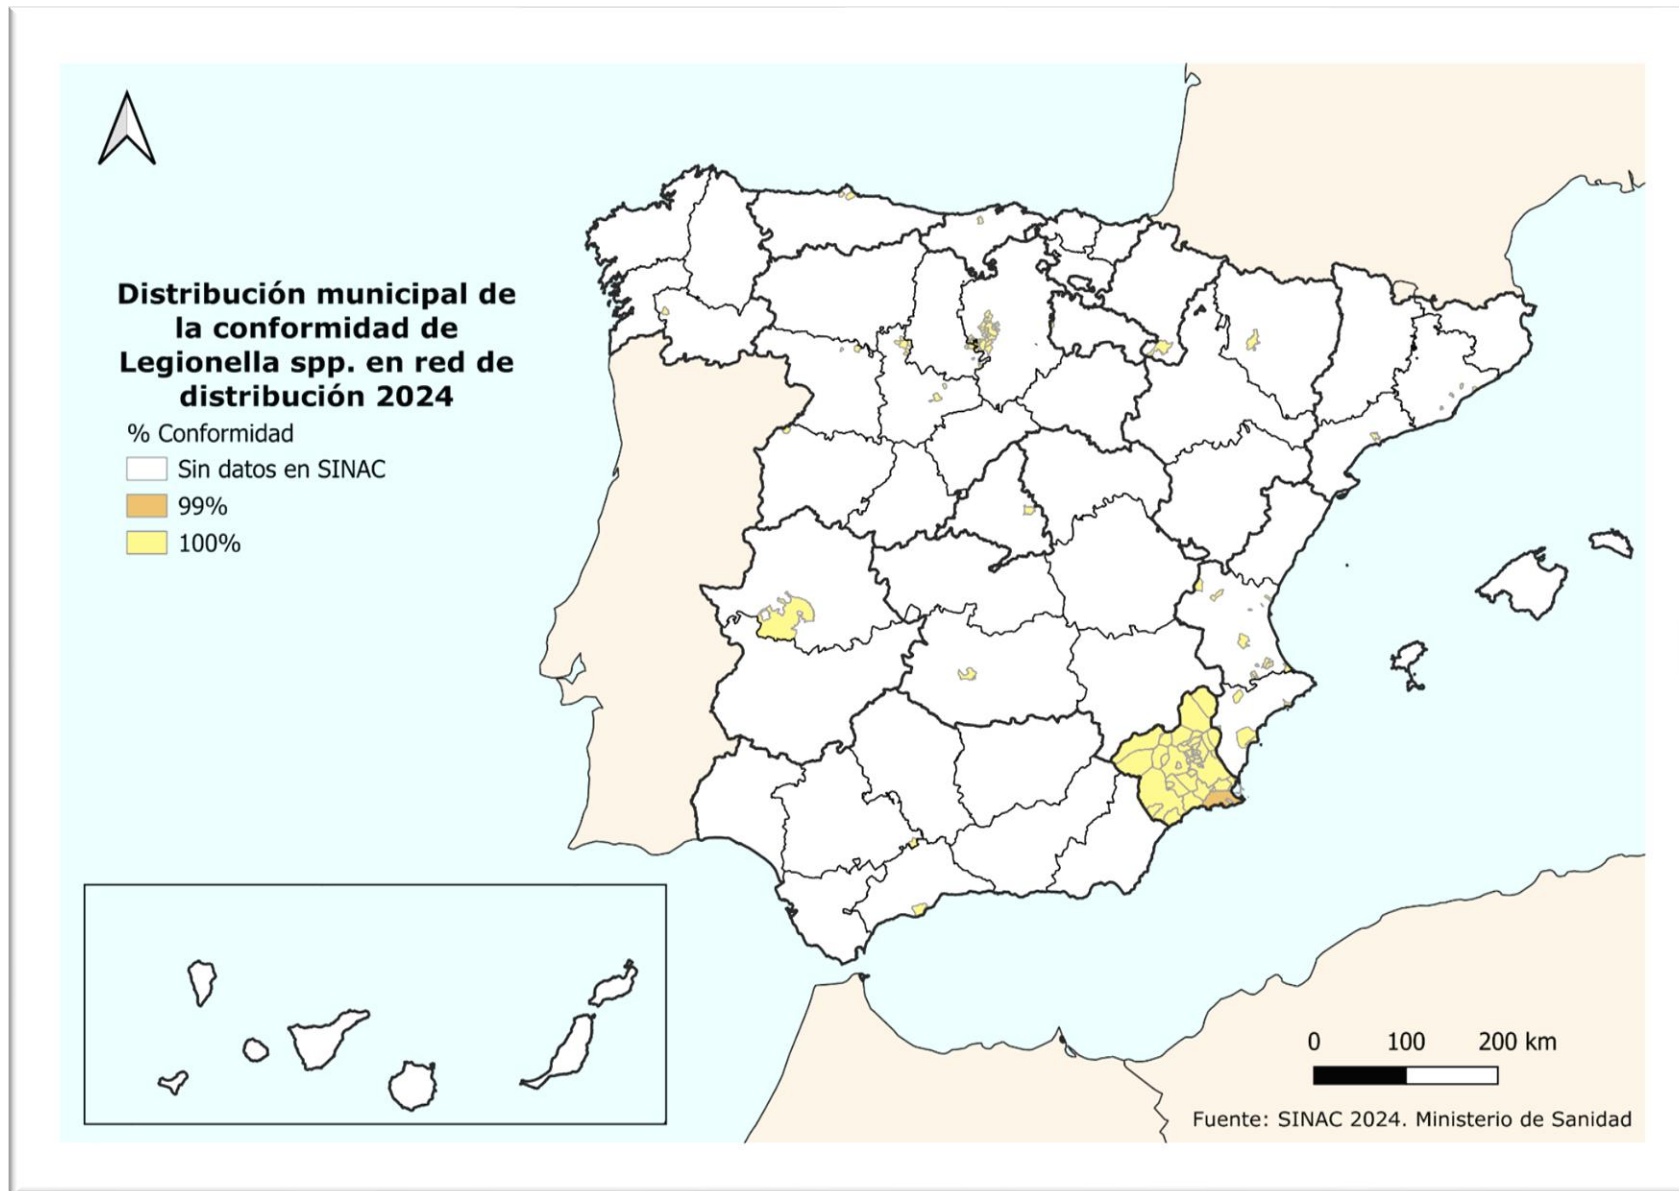 Distribución municipal de
la conformidad de
Legionella spp. en red de
distribución 2024
% Conformidad
Sin datos en SINAC
99%
100%
0 100 200 km
Fuente: SINAC 2024. Ministerio de Sanidad